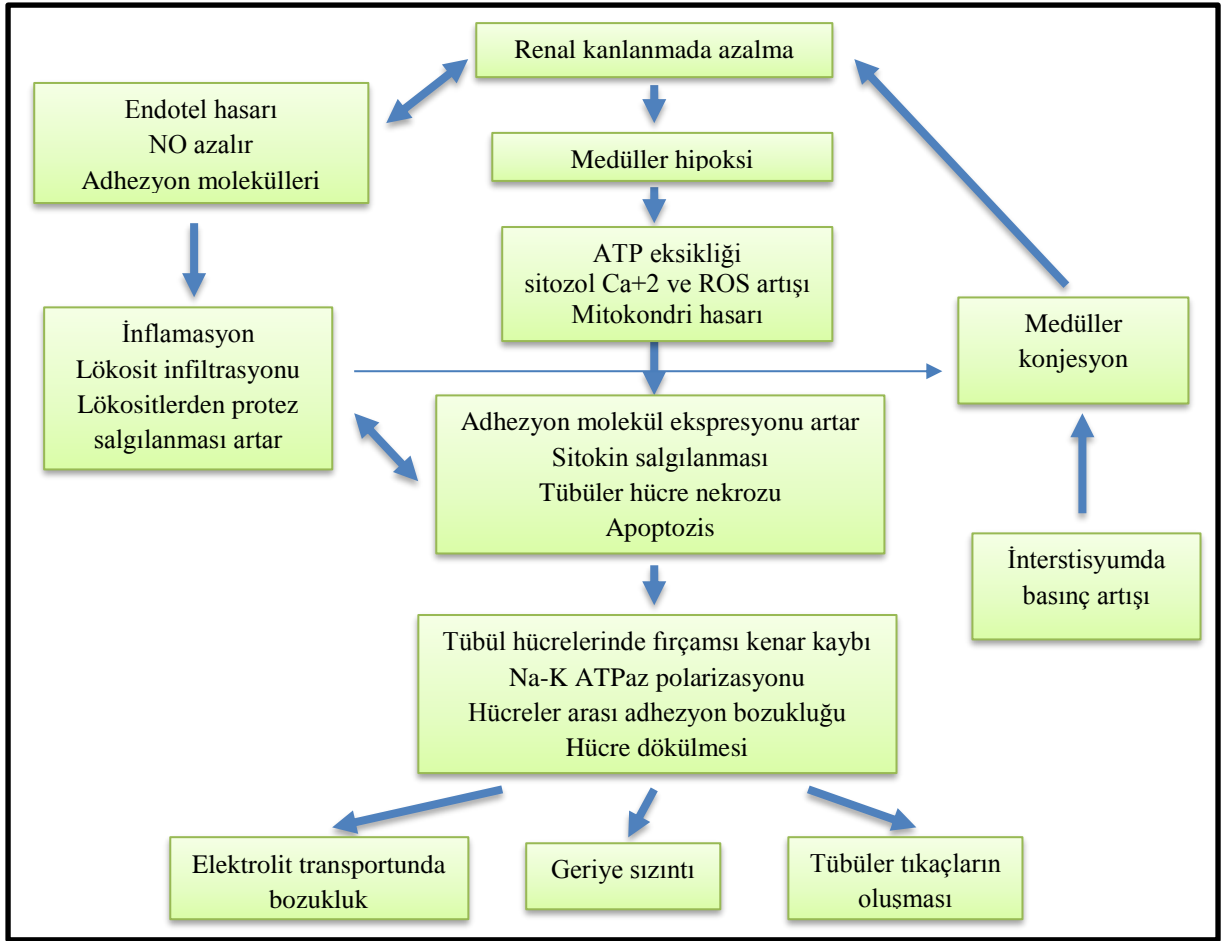 Renal kanlanmada azalma
Endotel hasarı
NO azalır
Adhezyon molekülleri
Medüller hipoksi
ATP eksikliği
sitozol Ca+2 ve ROS artışı
Mitokondri hasarı
İnflamasyon
Lökosit infiltrasyonu
Lökositlerden protez
salgılanması artar
Medüller
konjesyon
Adhezyon molekül ekspresyonu artar
Sitokin salgılanması
Tübüler hücre nekrozu
Apoptozis
İnterstisyumda
basınç artışı
Tübül hücrelerinde fırçamsı kenar kaybı
Na-K ATPaz polarizasyonu
Hücreler arası adhezyon bozukluğu
Hücre dökülmesi
Elektrolit transportunda
bozukluk
Geriye sızıntı
Tübüler tıkaçların
oluşması